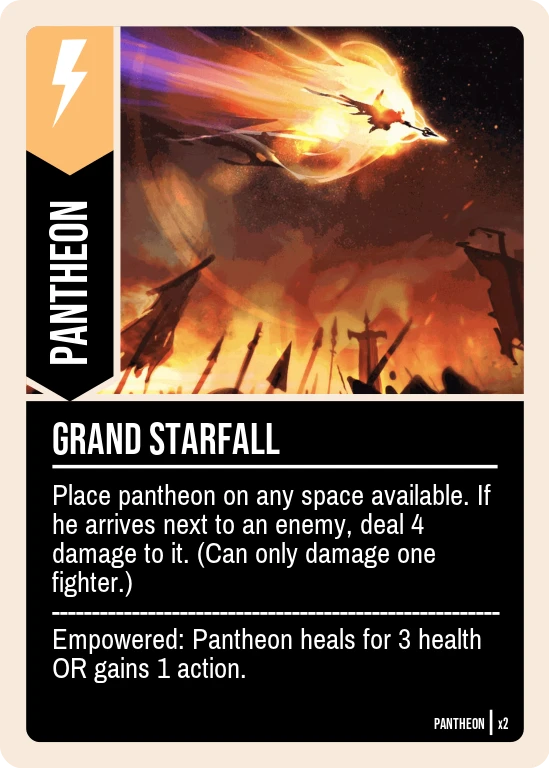 PANTHEON
GRAND STARFALL
Place pantheon on any space available. If
he arrives next to an enemy, deal 4
damage to it. (Can only damage one
fighter.)
Empowered: Pantheon heals for 3 health
OR gains 1 action.
PANTHEON | x2